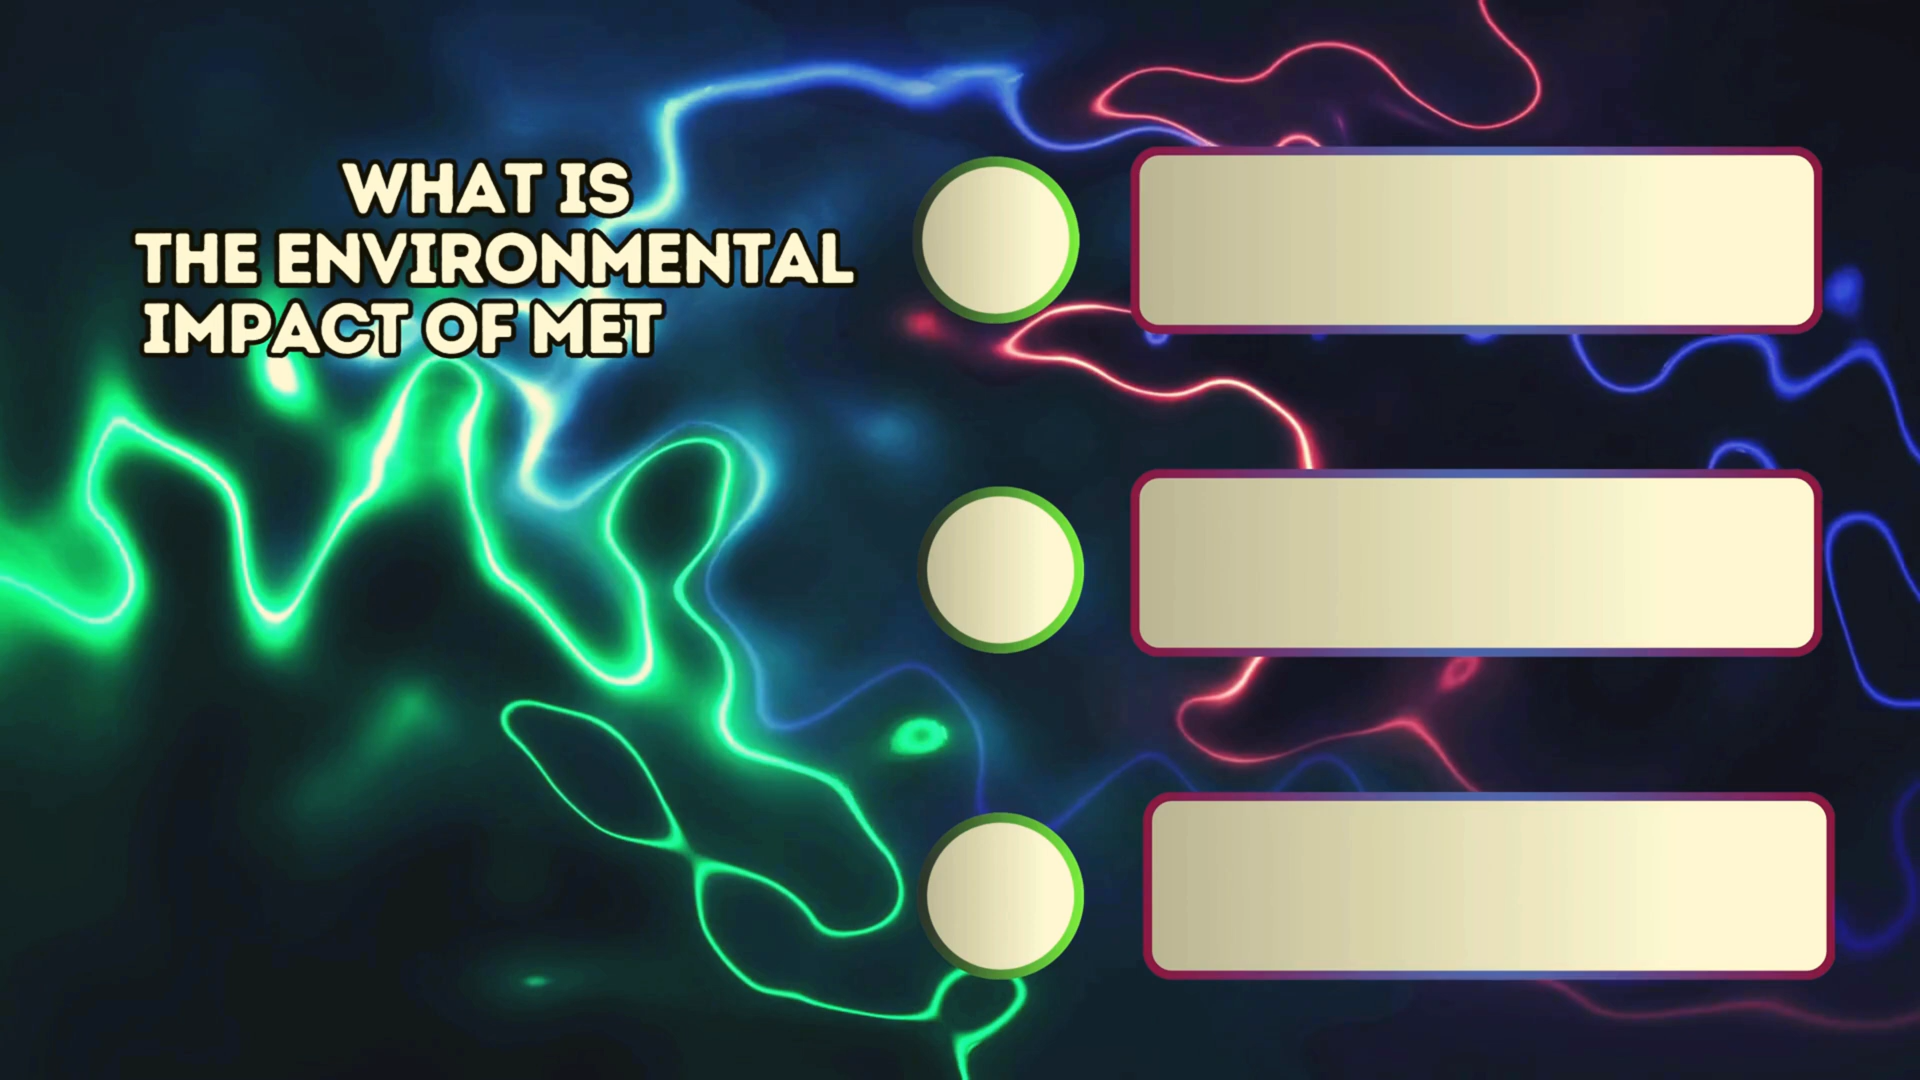 WHAT IS
THE ENVIRONMENTAL
IMPACT OF MET